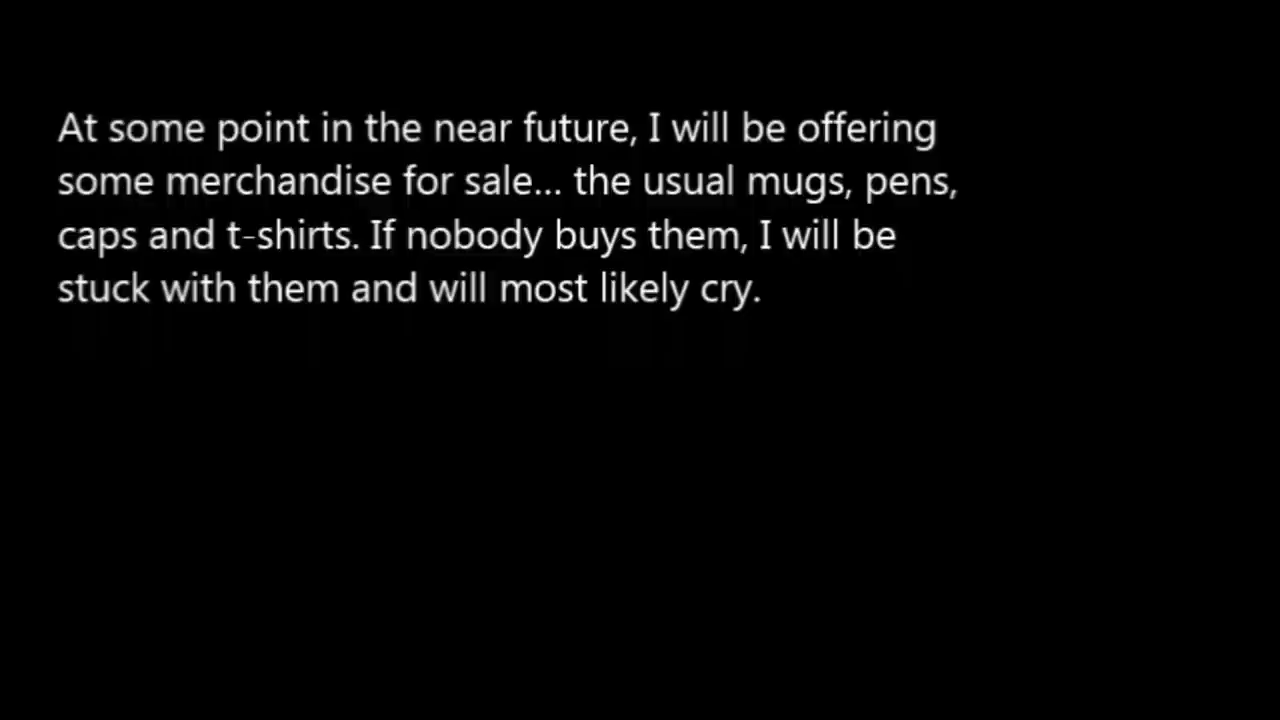 At some point in the near future, I will be offering
some merchandise for sale... the usual mugs, pens,
caps and t-shirts. If nobody buys them, I will be
stuck with them and will most likely cry.